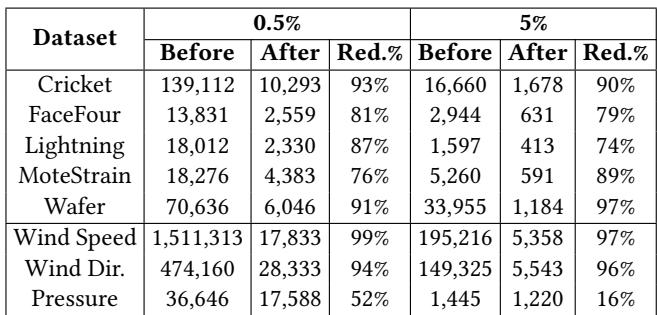 Dataset 0.5% 5%
Before After Red.% Before After Red.%
Cricket 139,112 10,293 93% 16,660 1,678 90%
FaceFour 13,831 2,559 81% 2,944 631 79%
Lightning 18,012 2,330 87% 1,597 413 74%
MoteStrain 18,276 4,383 76% 5,260 591 89%
Wafer 70,636 6,046 91% 33,955 1,184 97%
Wind Speed 1,511,313 17,833 99% 195,216 5,358 97%
Wind Dir. 474,160 28,333 94% 149,325 5,543 96%
Pressure 36,646 17,588 52% 1,445 1,220 16%